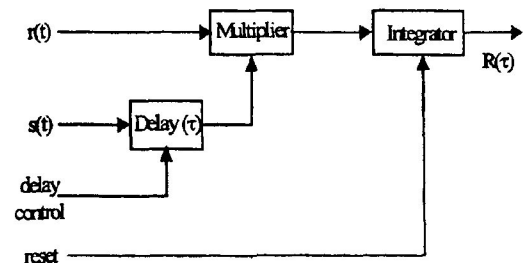 r(t)
Multiplier
Integrator
R(τ)
s(t)
Delay (τ)
delay
control
reset